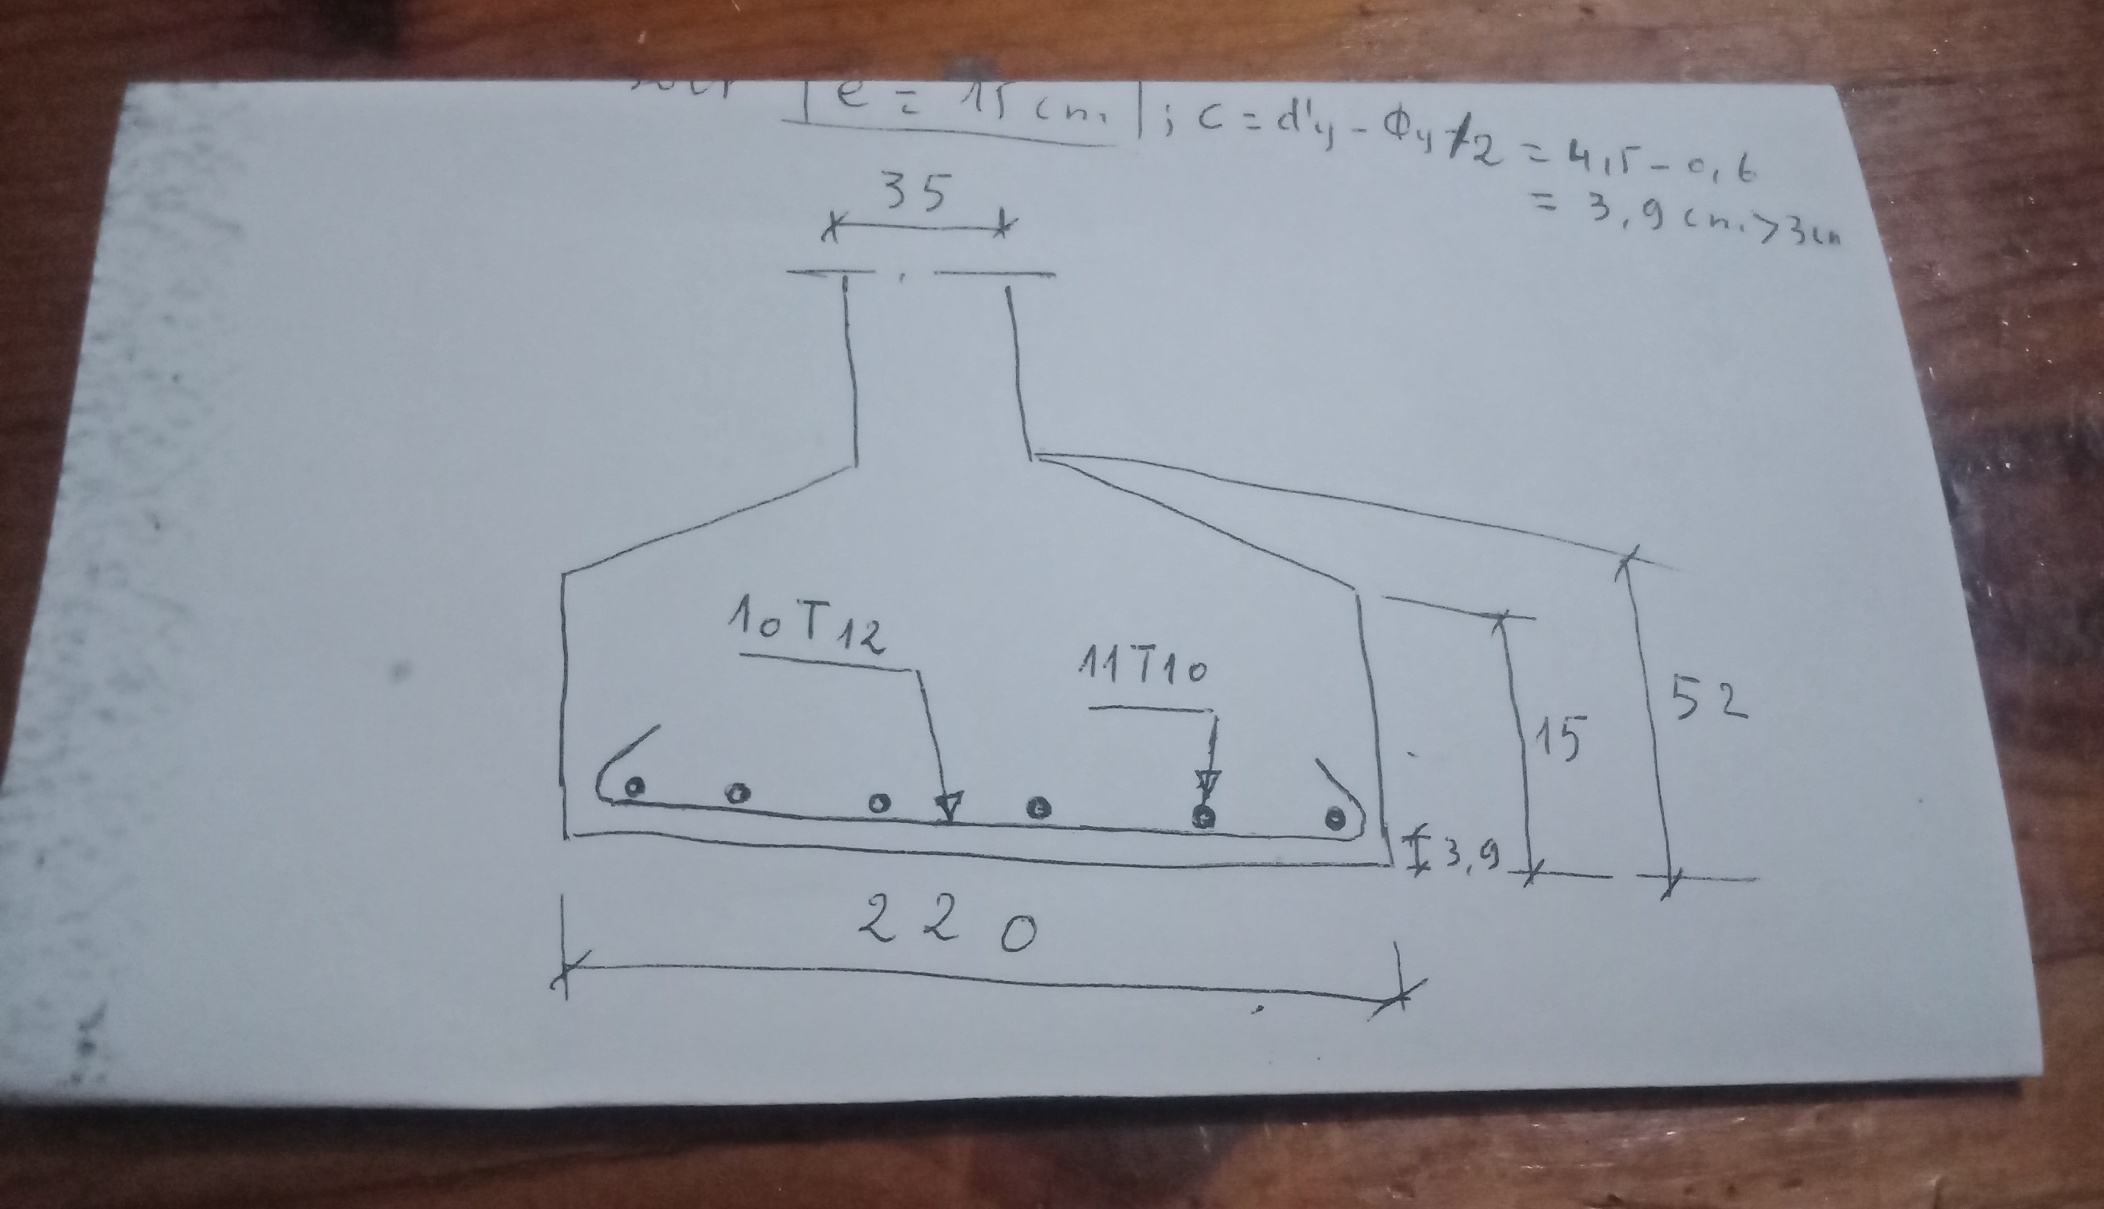 e = 15 cm. ; c = d'y - Φy/2 = 4,5 - 0,6
= 3,9 cm. > 3cm
35
10T12
11T10
52
15
3,9
220